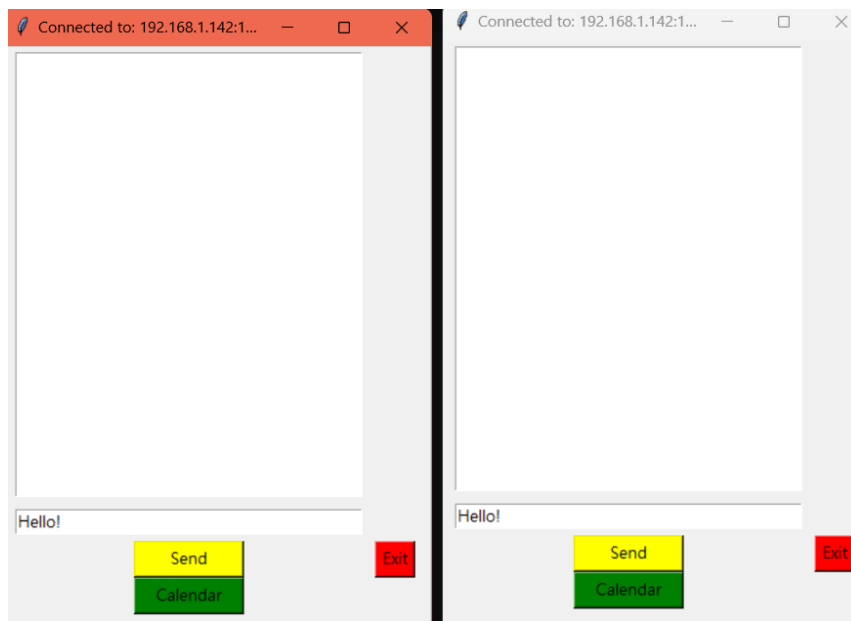 Connected to: 192.168.1.142:1...
Hello!
Send
Exit
Calendar
Connected to: 192.168.1.142:1...
Hello!
Send
Exit
Calendar